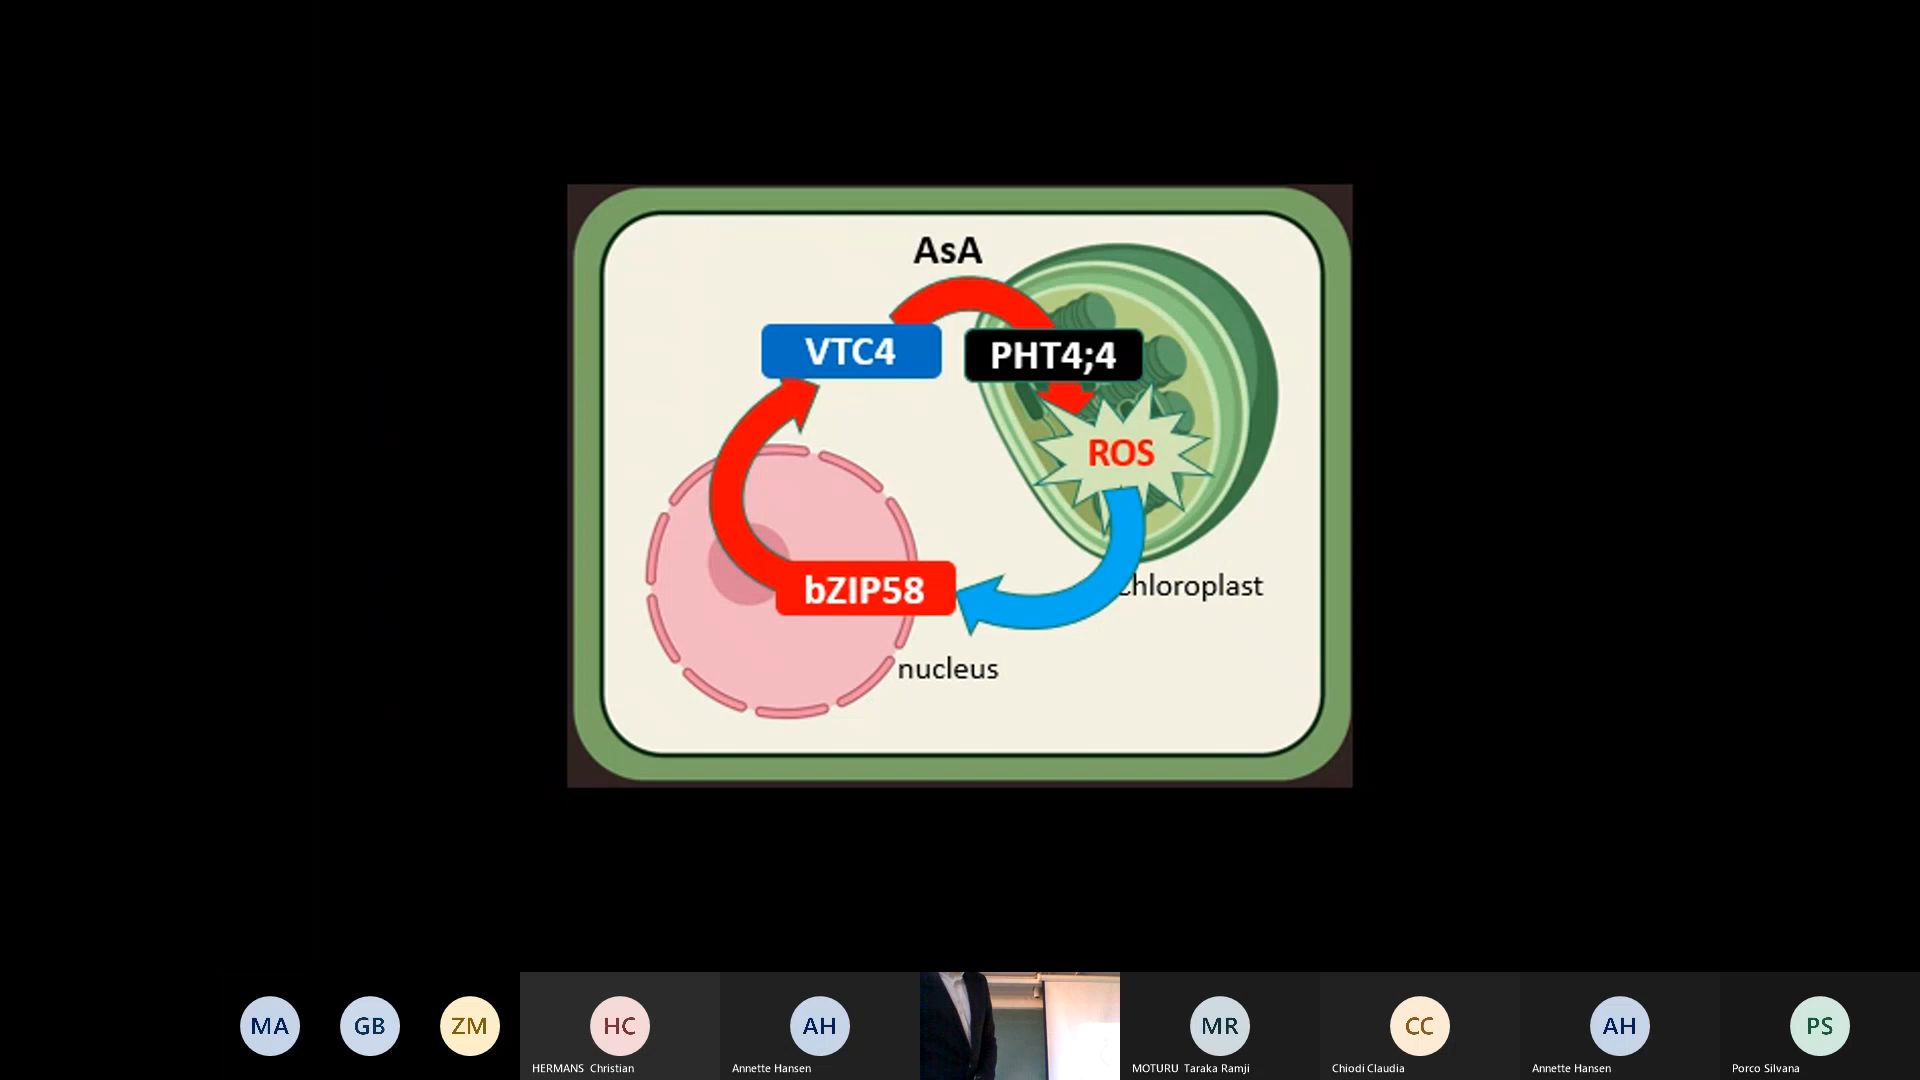 AsA
VTC4
PHT4;4
ROS
bZIP58
chloroplast
nucleus
MA
GB
ZM
HC
AH
MR
CC
AH
PS
HERMANS Christian
Annette Hansen
MOTURU Taraka Ramji
Chiodi Claudia
Annette Hansen
Porco Silvana